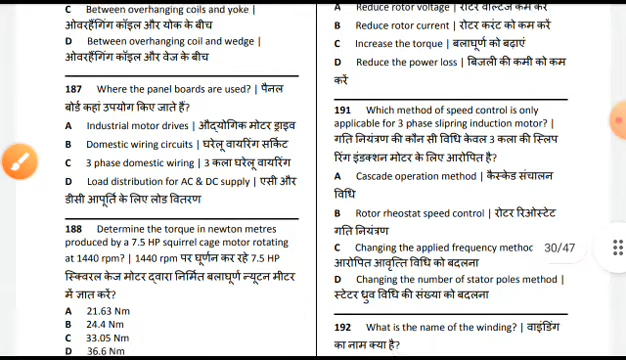 C Between overhanging coils and yoke |
ओवरहैंगिंग कॉइल और योक के बीच
D Between overhanging coil and wedge |
ओवरहैंगिंग कॉइल और वेज के बीच
187 Where the panel boards are used? | पैनल
बोर्ड कहां उपयोग किए जाते हैं?
A Industrial motor drives | औद्योगिक मोटर ड्राइव
B Domestic wiring circuits | घरेलू वायरिंग सर्किट
C 3 phase domestic wiring | 3 कला घरेलू वायरिंग
D Load distribution for AC & DC supply | एसी और
डीसी आपूर्ति के लिए लोड वितरण
188 Determine the torque in newton metres
produced by a 7.5 HP squirrel cage motor rotating
at 1440 rpm? | 1440 rpm पर घूर्णन कर रहे 7.5 HP
स्क्विरल केज मोटर द्वारा निर्मित बलाघूर्ण न्यूटन मीटर
में ज्ञात करें?
A 21.63 Nm
B 24.4 Nm
C 33.05 Nm
D 36.6 Nm
A Reduce rotor voltage | रोटर वोल्टेज कम करें
B Reduce rotor current | रोटर करंट को कम करें
C Increase the torque | बलाघूर्ण को बढ़ाएं
D Reduce the power loss | बिजली की कमी को कम
करें
191 Which method of speed control is only
applicable for 3 phase slipring induction motor? |
गति नियंत्रण की कौन सी विधि केवल 3 कला की स्लिप
रिंग इंडक्शन मोटर के लिए आरोपित है?
A Cascade operation method | कैस्केड संचालन
विधि
B Rotor rheostat speed control | रोटर रिओस्टेट
गति नियंत्रण
C Changing the applied frequency method 30/47
आरोपित आवृत्ति विधि को बदलना
D Changing the number of stator poles method |
स्टेटर ध्रुव विधि की संख्या को बदलना
192 What is the name of the winding? | वाइंडिंग
का नाम क्या है?